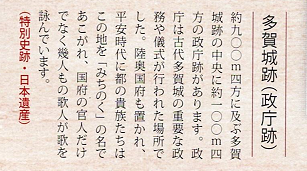 多賀城跡（政庁跡）
約九〇〇m四方に及ぶ多賀
城跡の中央に約一〇〇m四
方の政庁跡があります。政
庁は古代多賀城の重要な政
務や儀式が行われた場所で
した。陸奥国府も置かれ、
平安時代に都の貴族たちは
この地を「みちのく」の名で
あこがれ、国府の官人だけ
でなく幾人もの歌人が歌を
詠んでいます。
（特別史跡・日本遺産）